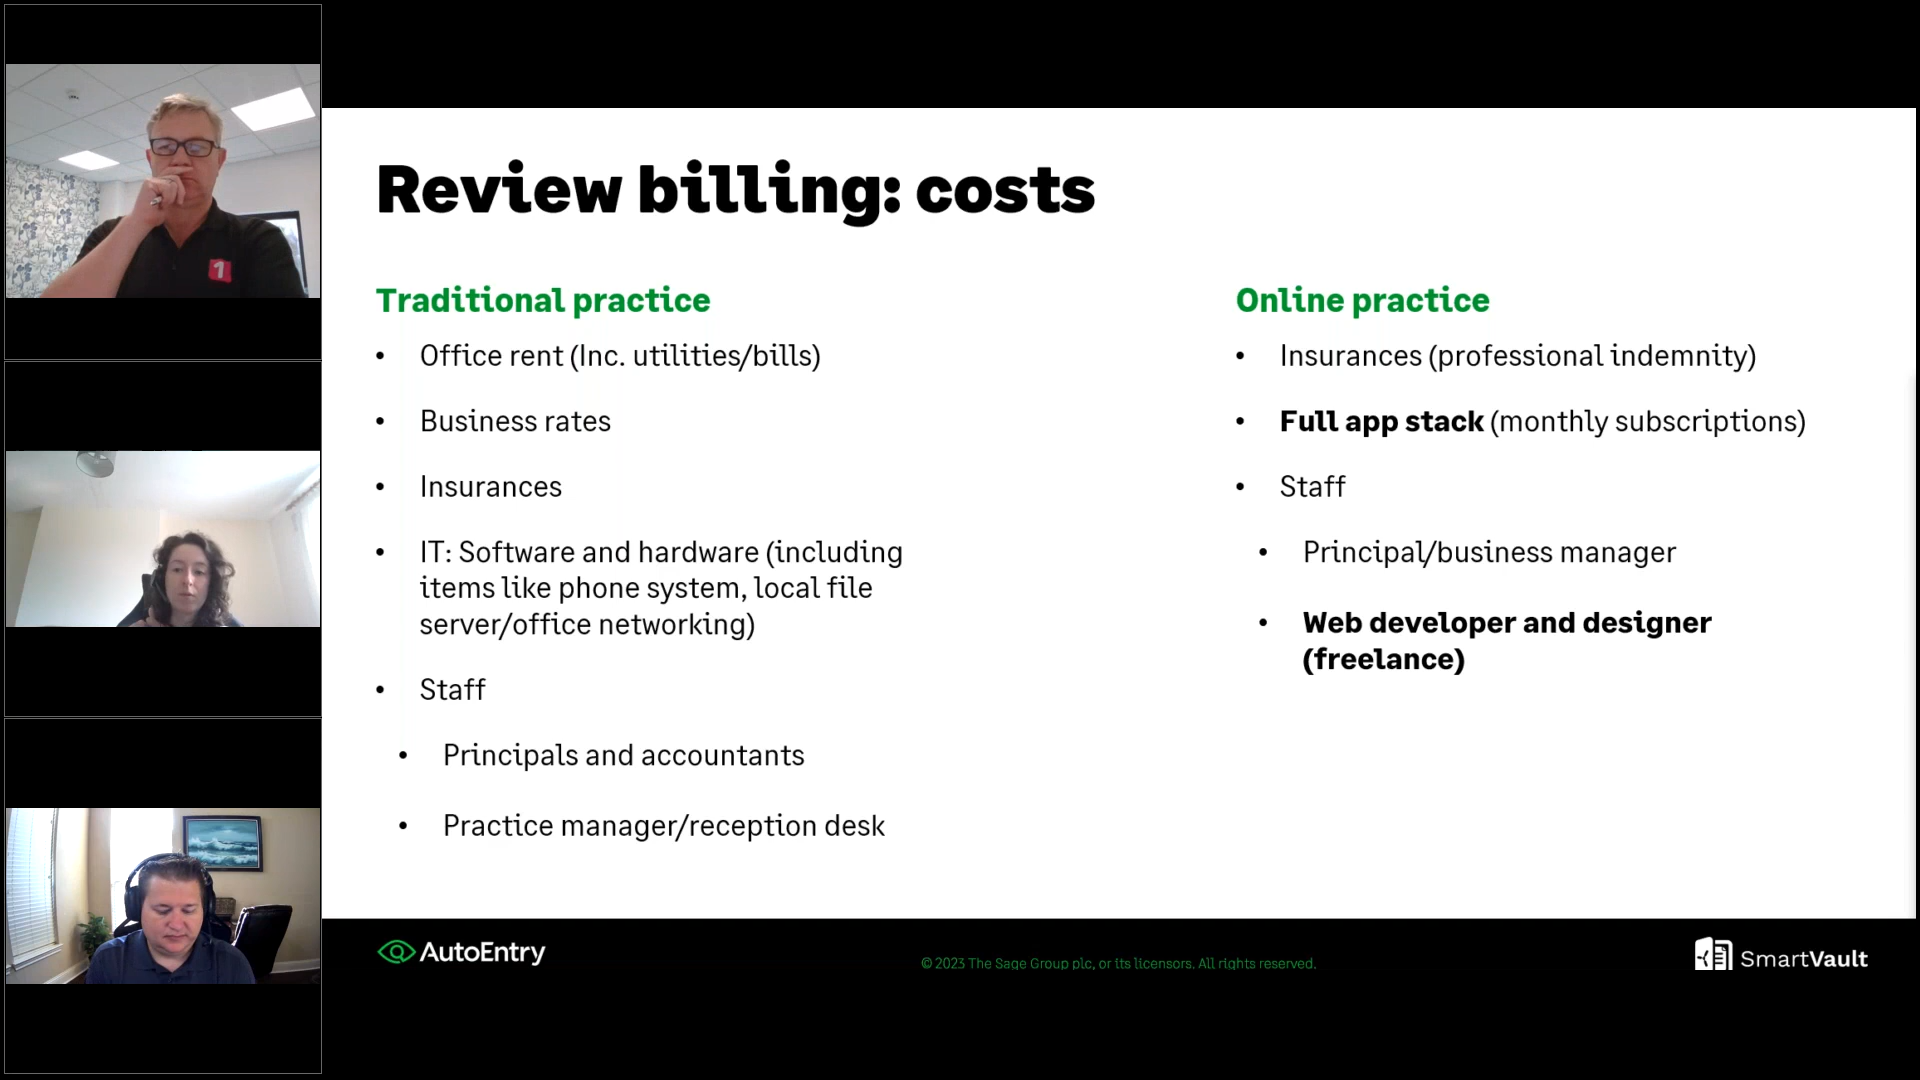 1
Review billing: costs
Traditional practice
• Office rent (Inc. utilities/bills)
• Business rates
• Insurances
• IT: Software and hardware (including
items like phone system, local file
server/office networking)
• Staff
• Principals and accountants
• Practice manager/reception desk
Online practice
• Insurances (professional indemnity)
• Full app stack (monthly subscriptions)
• Staff
• Principal/business manager
• Web developer and designer
(freelance)
AutoEntry
© 2023 The Sage Group plc, or its licensors. All rights reserved.
SmartVault